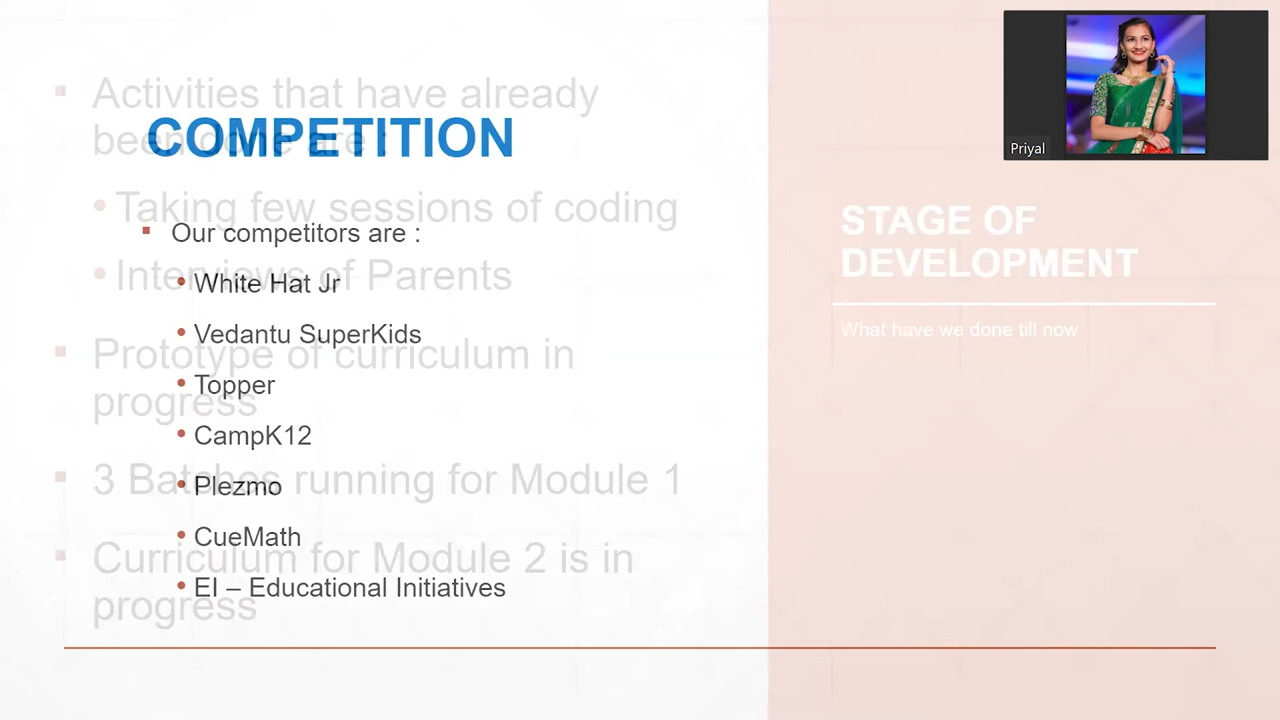 Activities that have already
been done are :
Taking few sessions of coding
Interviews of Parents
Prototype of curriculum in
progress
3 Batches running for Module 1
Curriculum for Module 2 is in
progress
COMPETITION
Our competitors are :
White Hat Jr
Vedantu SuperKids
Topper
CampK12
Plezmo
CueMath
EI – Educational Initiatives
STAGE OF
DEVELOPMENT
What have we done till now
Priyal